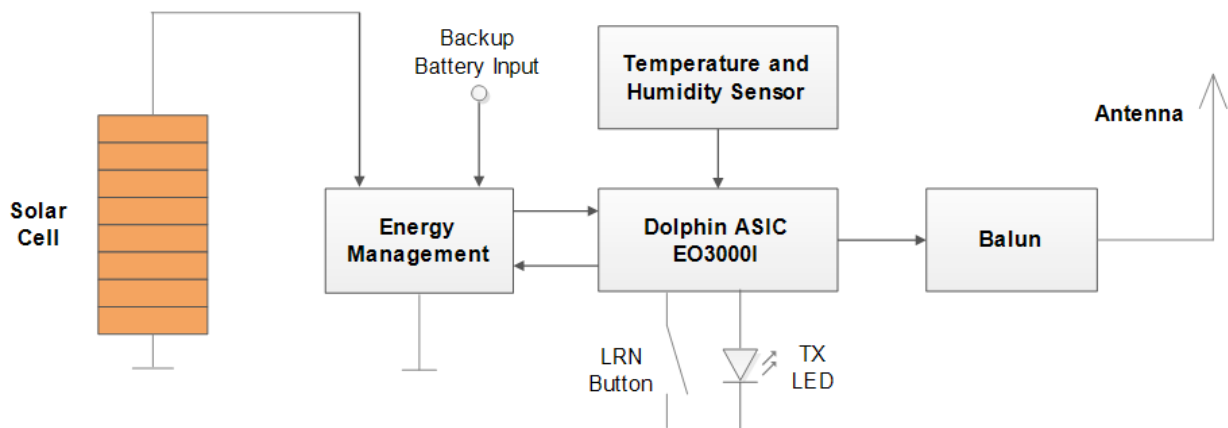 Backup
Battery Input
Temperature and
Humidity Sensor
Antenna
Solar
Cell
Energy
Management
Dolphin ASIC
EO3000I
Balun
LRN
Button
TX
LED